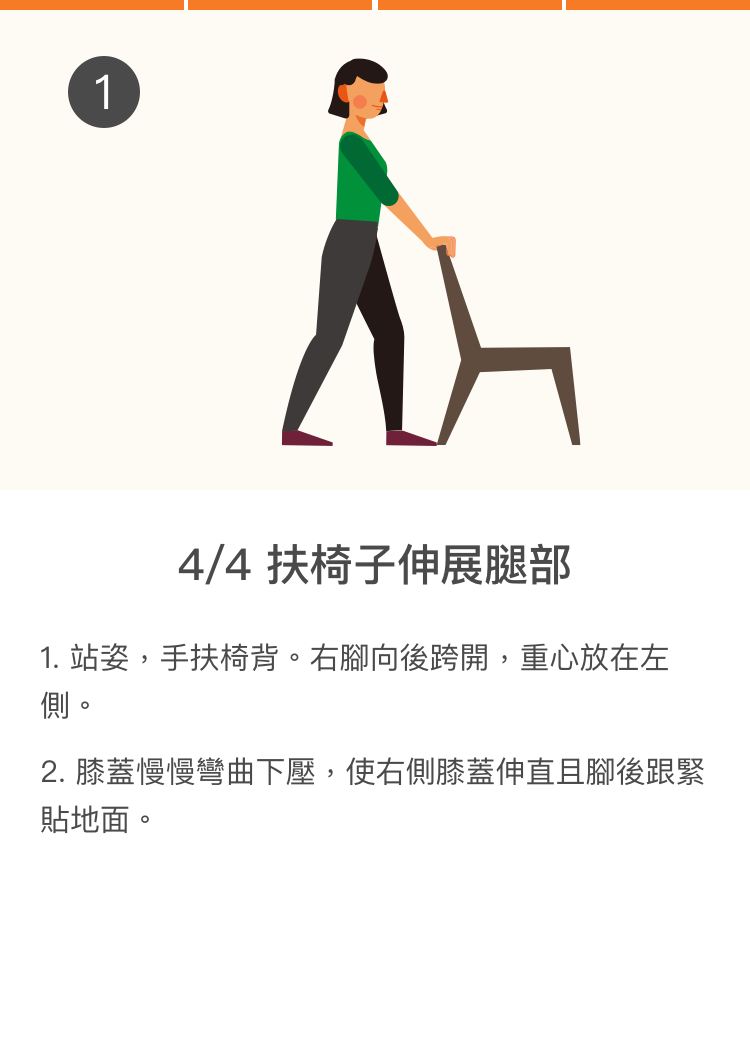 1
4/4 扶椅子伸展腿部
1. 站姿，手扶椅背。右腳向後跨開，重心放在左
側。
2. 膝蓋慢慢彎曲下壓，使右側膝蓋伸直且腳後跟緊
貼地面。